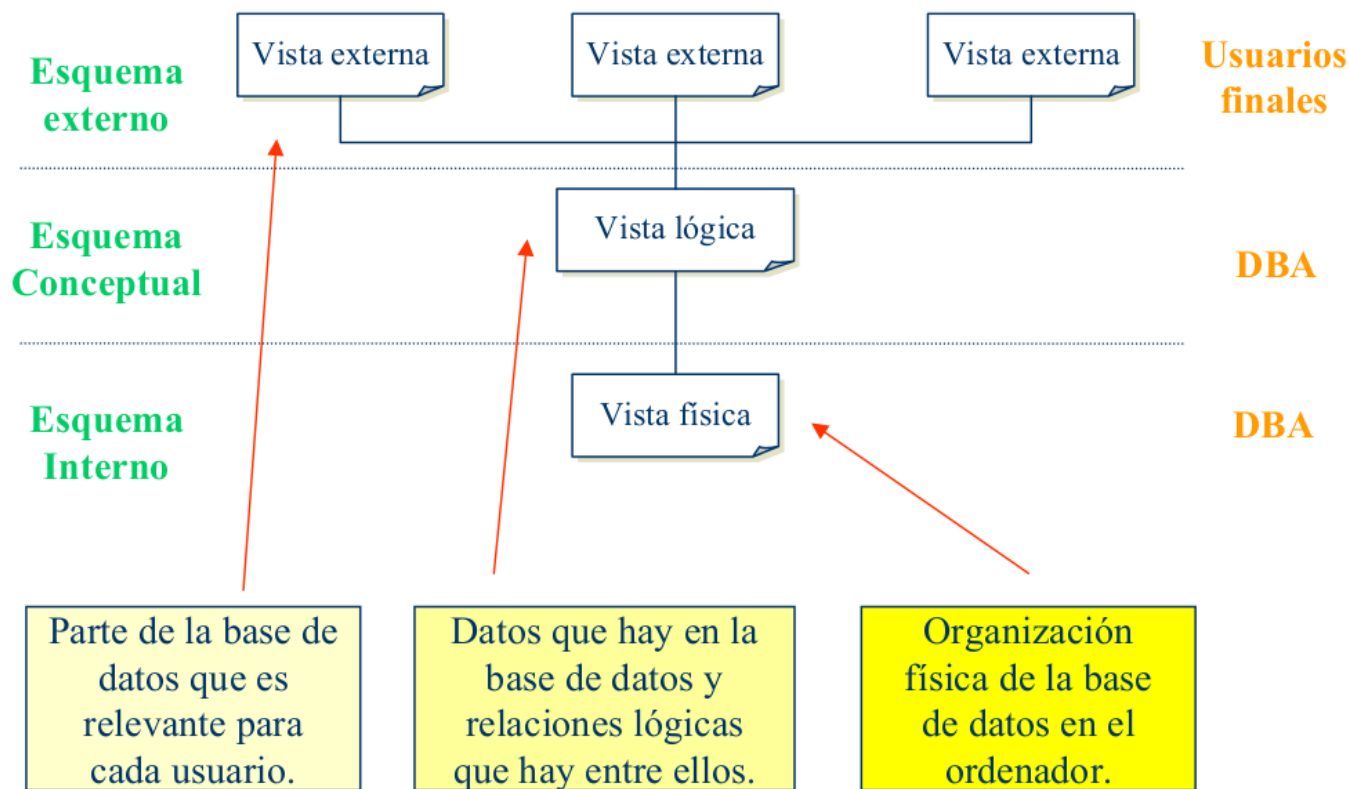 Vista externa
Vista externa
Vista externa
Esquema
externo
Usuarios
finales
Esquema
Conceptual
Vista lógica
DBA
Esquema
Interno
Vista física
DBA
Parte de la base de
datos que es
relevante para
cada usuario.
Datos que hay en la
base de datos y
relaciones lógicas
que hay entre ellos.
Organización
física de la base
de datos en el
ordenador.